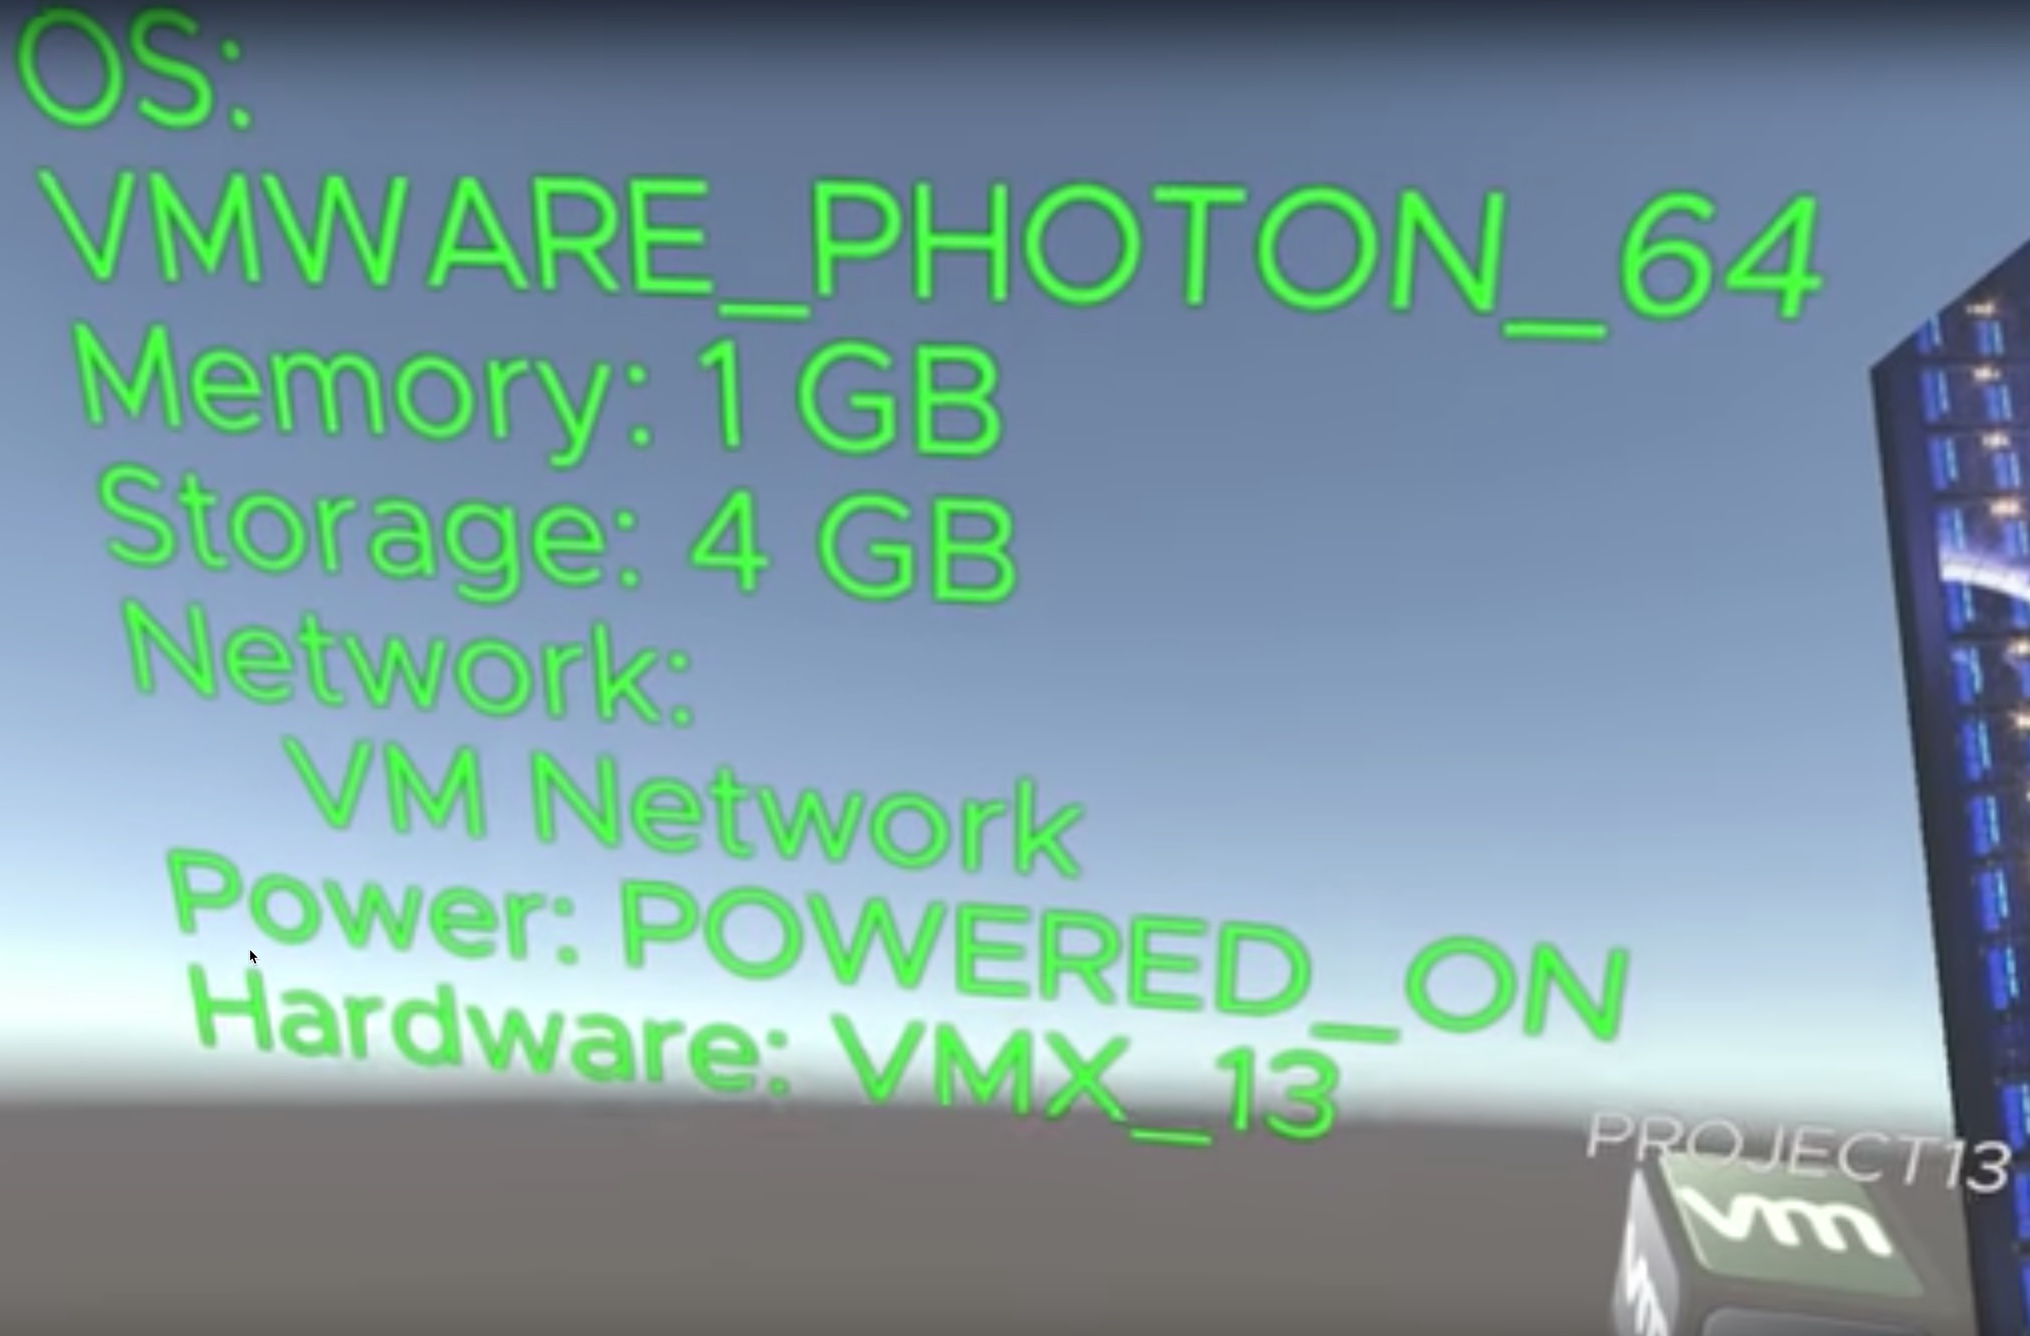 OS:
VMWARE_PHOTON_64
Memory: 1 GB
Storage: 4 GB
Network:
VM Network
Power: POWERED_ON
Hardware: VMX_13
PROJECT13
vm